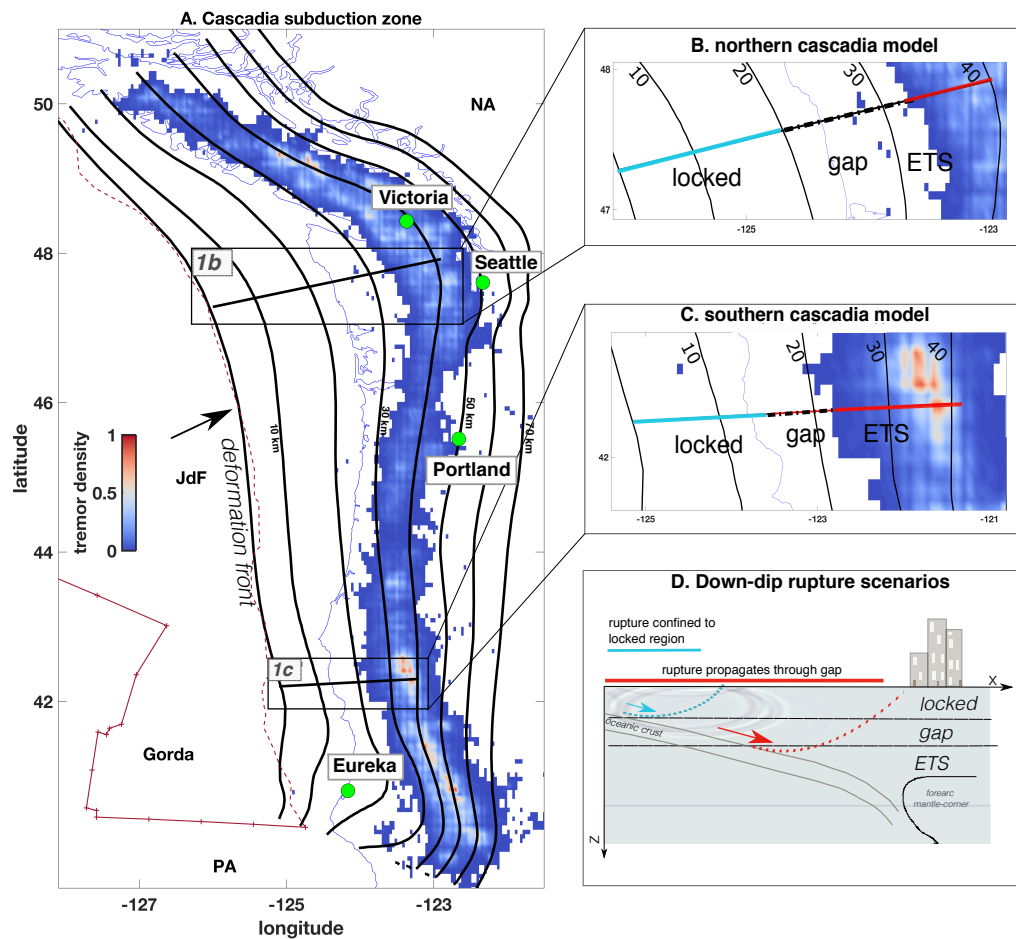 A. Cascadia subduction zone
50
48
46
44
42
latitude
-127
-125
-123
longitude
NA
Victoria
1b
Seattle
30 km
50 km
70 km
10 km
1
0.5
0
tremor density
JdF
deformation front
Portland
1c
Gorda
Eureka
PA
B. northern cascadia model
48
47
10
20
30
40
locked
gap
ETS
-125
-123
C. southern cascadia model
42
10
20
30
40
locked
gap
ETS
-125
-123
-121
D. Down-dip rupture scenarios
rupture confined to
locked region
rupture propagates through gap
X
locked
oceanic crust
gap
ETS
forearc
mantle-corner
Z